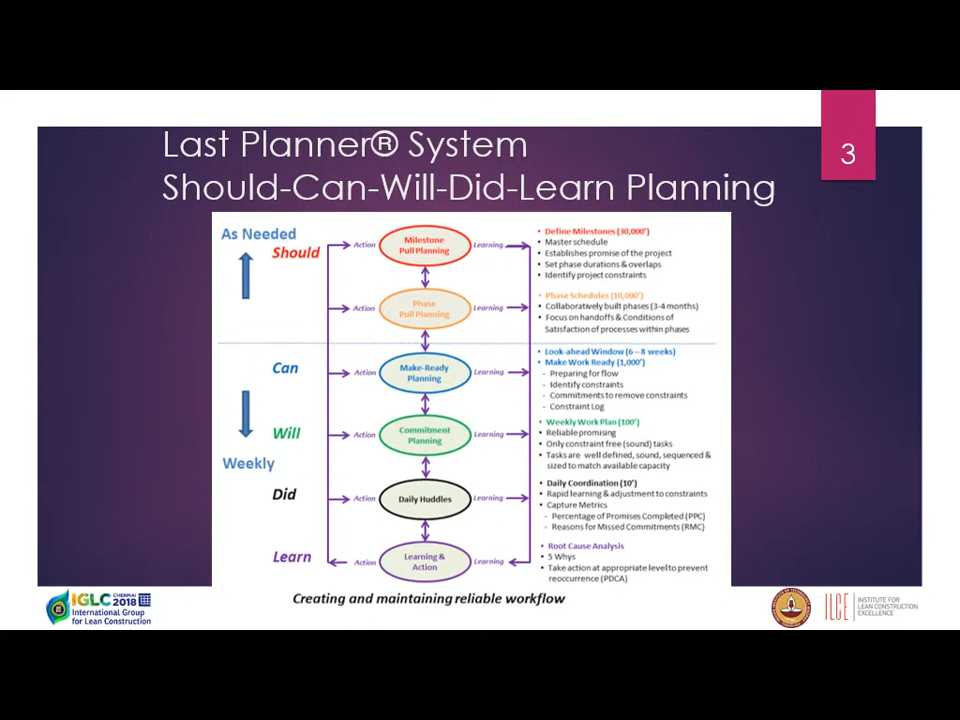 3
Last Planner® System
Should-Can-Will-Did-Learn Planning
As Needed
Should
Action
Milestone
Pull Planning
Learning
• Define Milestones (30,000')
• Master schedule
• Establishes promise of the project
• Set phase durations & overlaps
• Identify project constraints
Action
Phase
Pull Planning
Learning
• Phase Schedules (10,000')
• Collaboratively built phases (3-4 months)
• Focus on handoffs & Conditions of
Satisfaction of processes within phases
Can
Action
Make-Ready
Planning
Learning
• Look-ahead Window (6 – 8 weeks)
• Make Work Ready (1,000')
- Preparing for flow
- Identify constraints
- Commitments to remove constraints
- Constraint Log
Will
Action
Commitment
Planning
Learning
• Weekly Work Plan (100')
• Reliable promising
• Only constraint free (sound) tasks
• Tasks are well defined, sound, sequenced &
sized to match available capacity
Weekly
Did
Action
Daily Huddles
Learning
• Daily Coordination (10')
• Rapid learning & adjustment to constraints
• Capture Metrics
- Percentage of Promises Completed (PPC)
- Reasons for Missed Commitments (RMC)
Learn
Action
Learning &
Action
Learning
• Root Cause Analysis
• 5 Whys
• Take action at appropriate level to prevent
reoccurrence (PDCA)
Creating and maintaining reliable workflow
IGLC CHENNAI 2018
International Group
for Lean Construction
ILCE
INSTITUTE FOR
LEAN CONSTRUCTION
EXCELLENCE